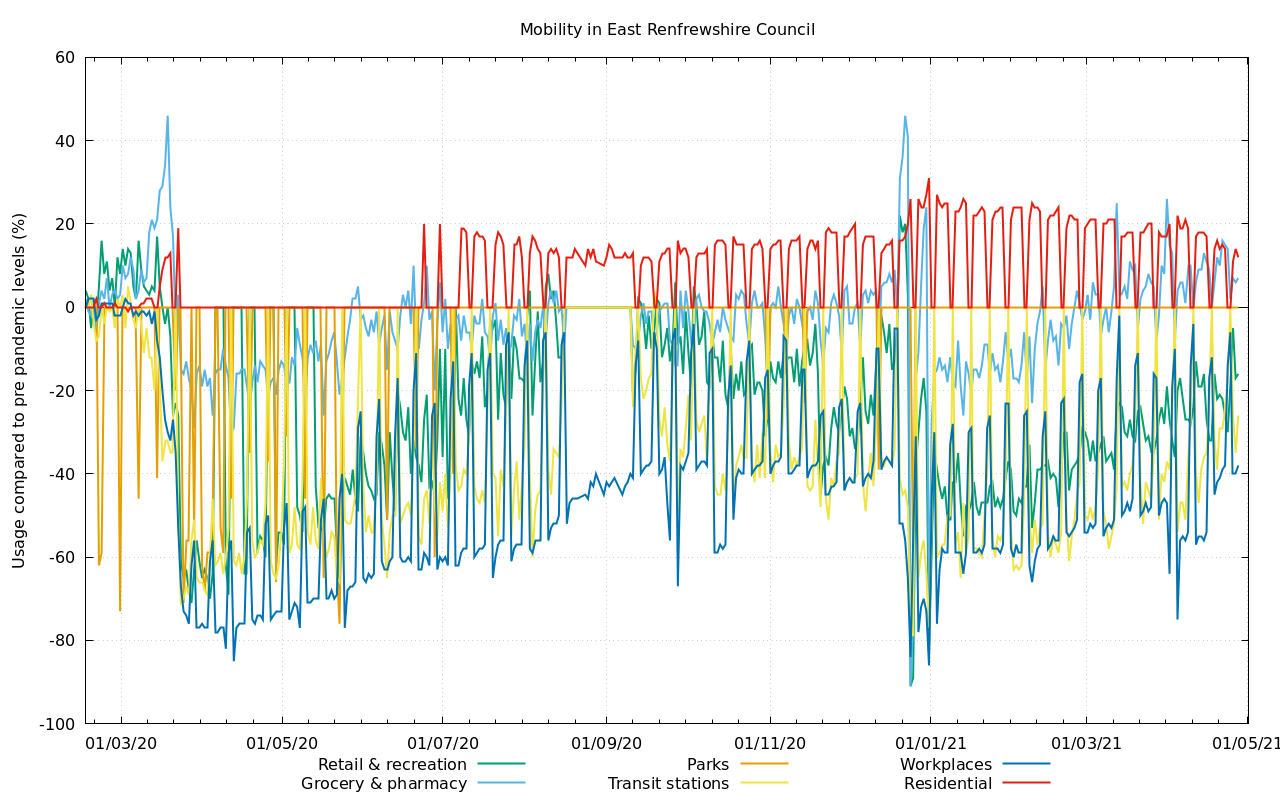 Mobility in East Renfrewshire Council
Usage compared to pre pandemic levels (%)
60
40
20
0
-20
-40
-60
-80
-100
01/03/20 01/05/20 01/07/20 01/09/20 01/11/20 01/01/21 01/03/21 01/05/21
Retail & recreation Parks Workplaces
Grocery & pharmacy Transit stations Residential